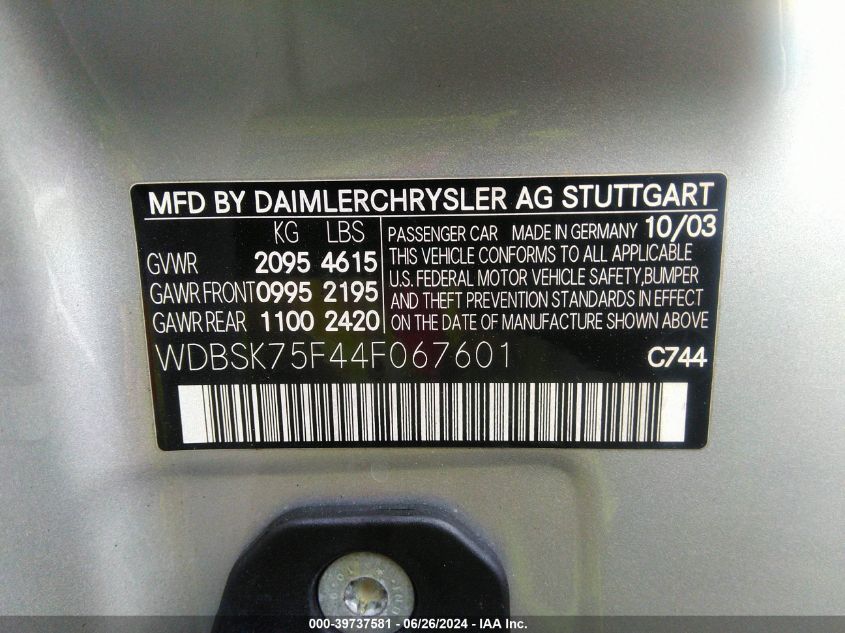 MFD BY DAIMLERCHRYSLER AG STUTTGART
KG LBS
GVWR 2095 4615
GAWR FRONT 0995 2195
GAWR REAR 1100 2420
PASSENGER CAR MADE IN GERMANY 10/03
THIS VEHICLE CONFORMS TO ALL APPLICABLE
U.S. FEDERAL MOTOR VEHICLE SAFETY, BUMPER
AND THEFT PREVENTION STANDARDS IN EFFECT
ON THE DATE OF MANUFACTURE SHOWN ABOVE
WDBSK75F44F067601 C744
000-39737581 / 06/26/2024 / IAA Inc.